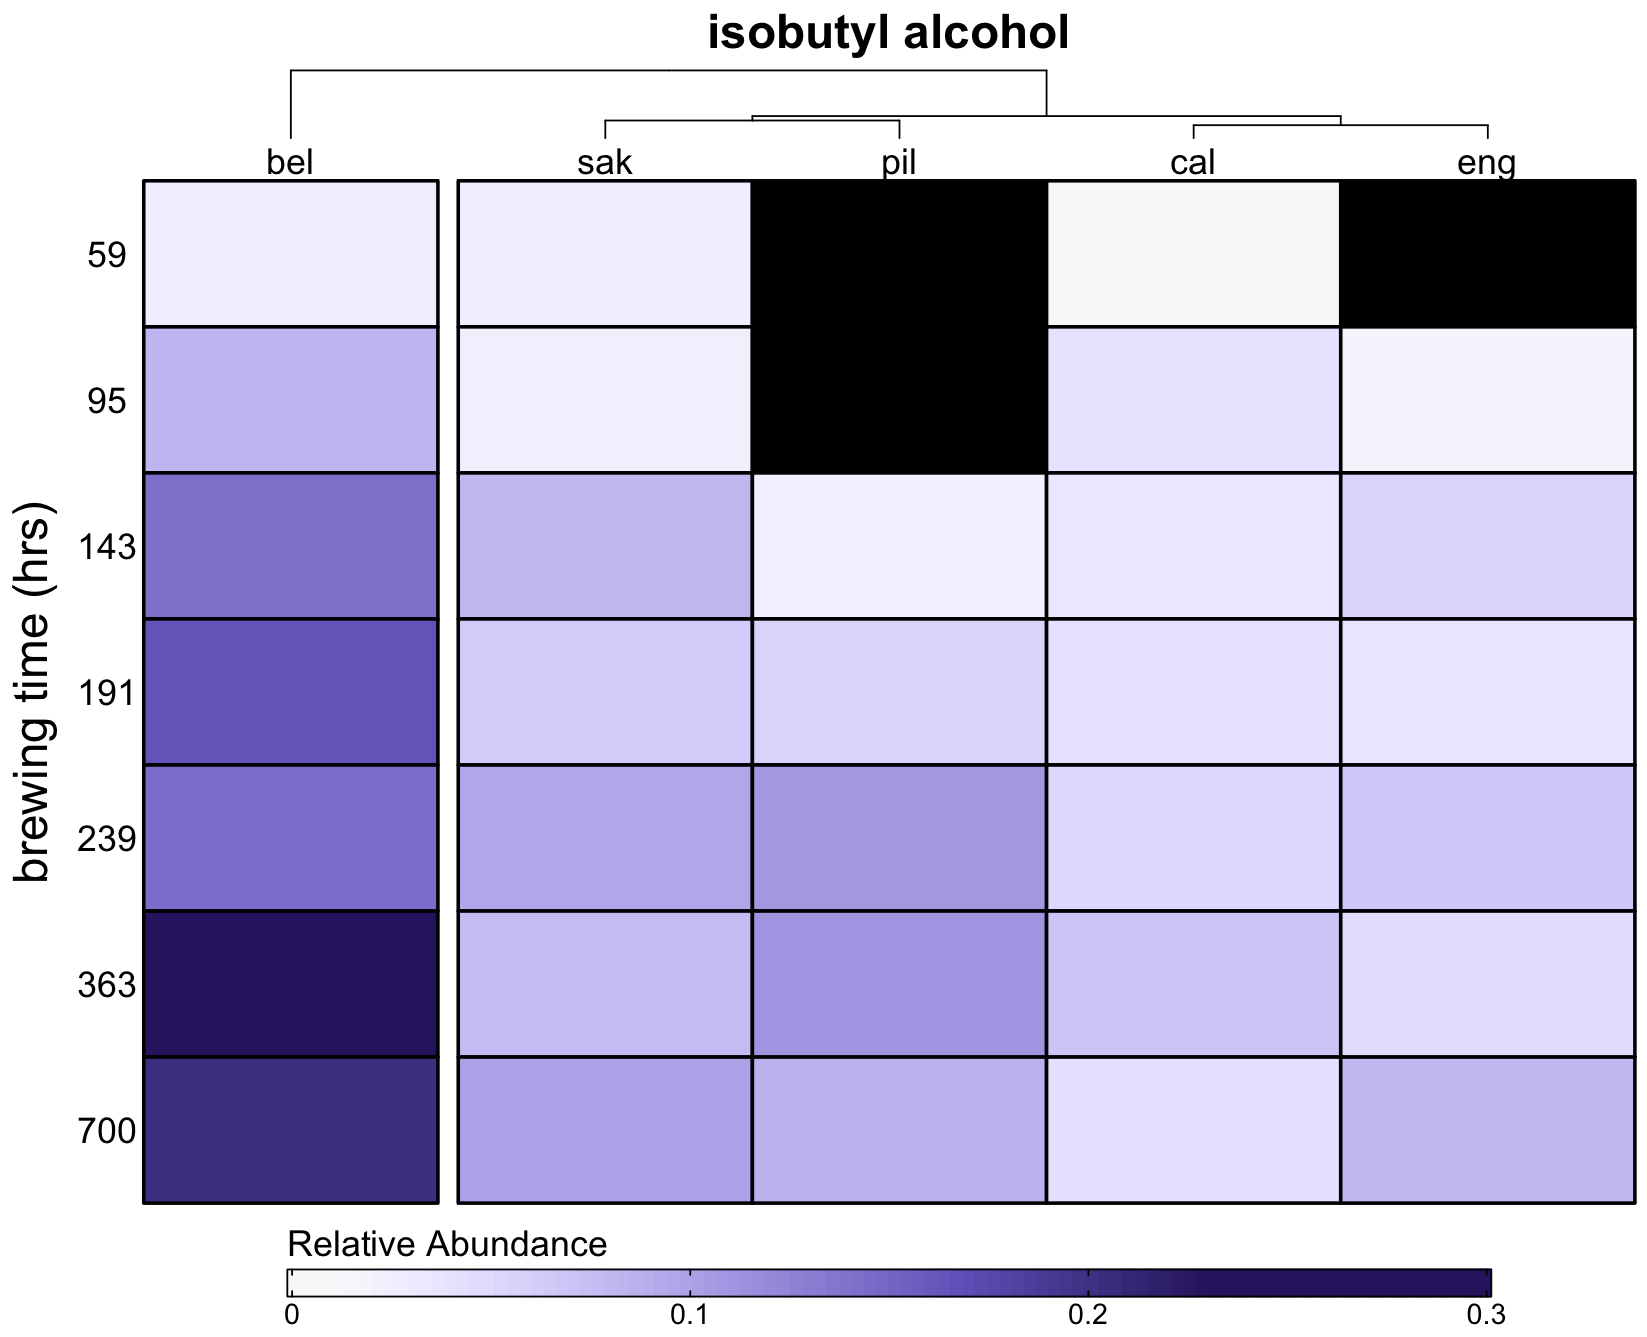 isobutyl alcohol
bel sak pil cal eng
brewing time (hrs)
59
95
143
191
239
363
700
Relative Abundance
0 0.1 0.2 0.3